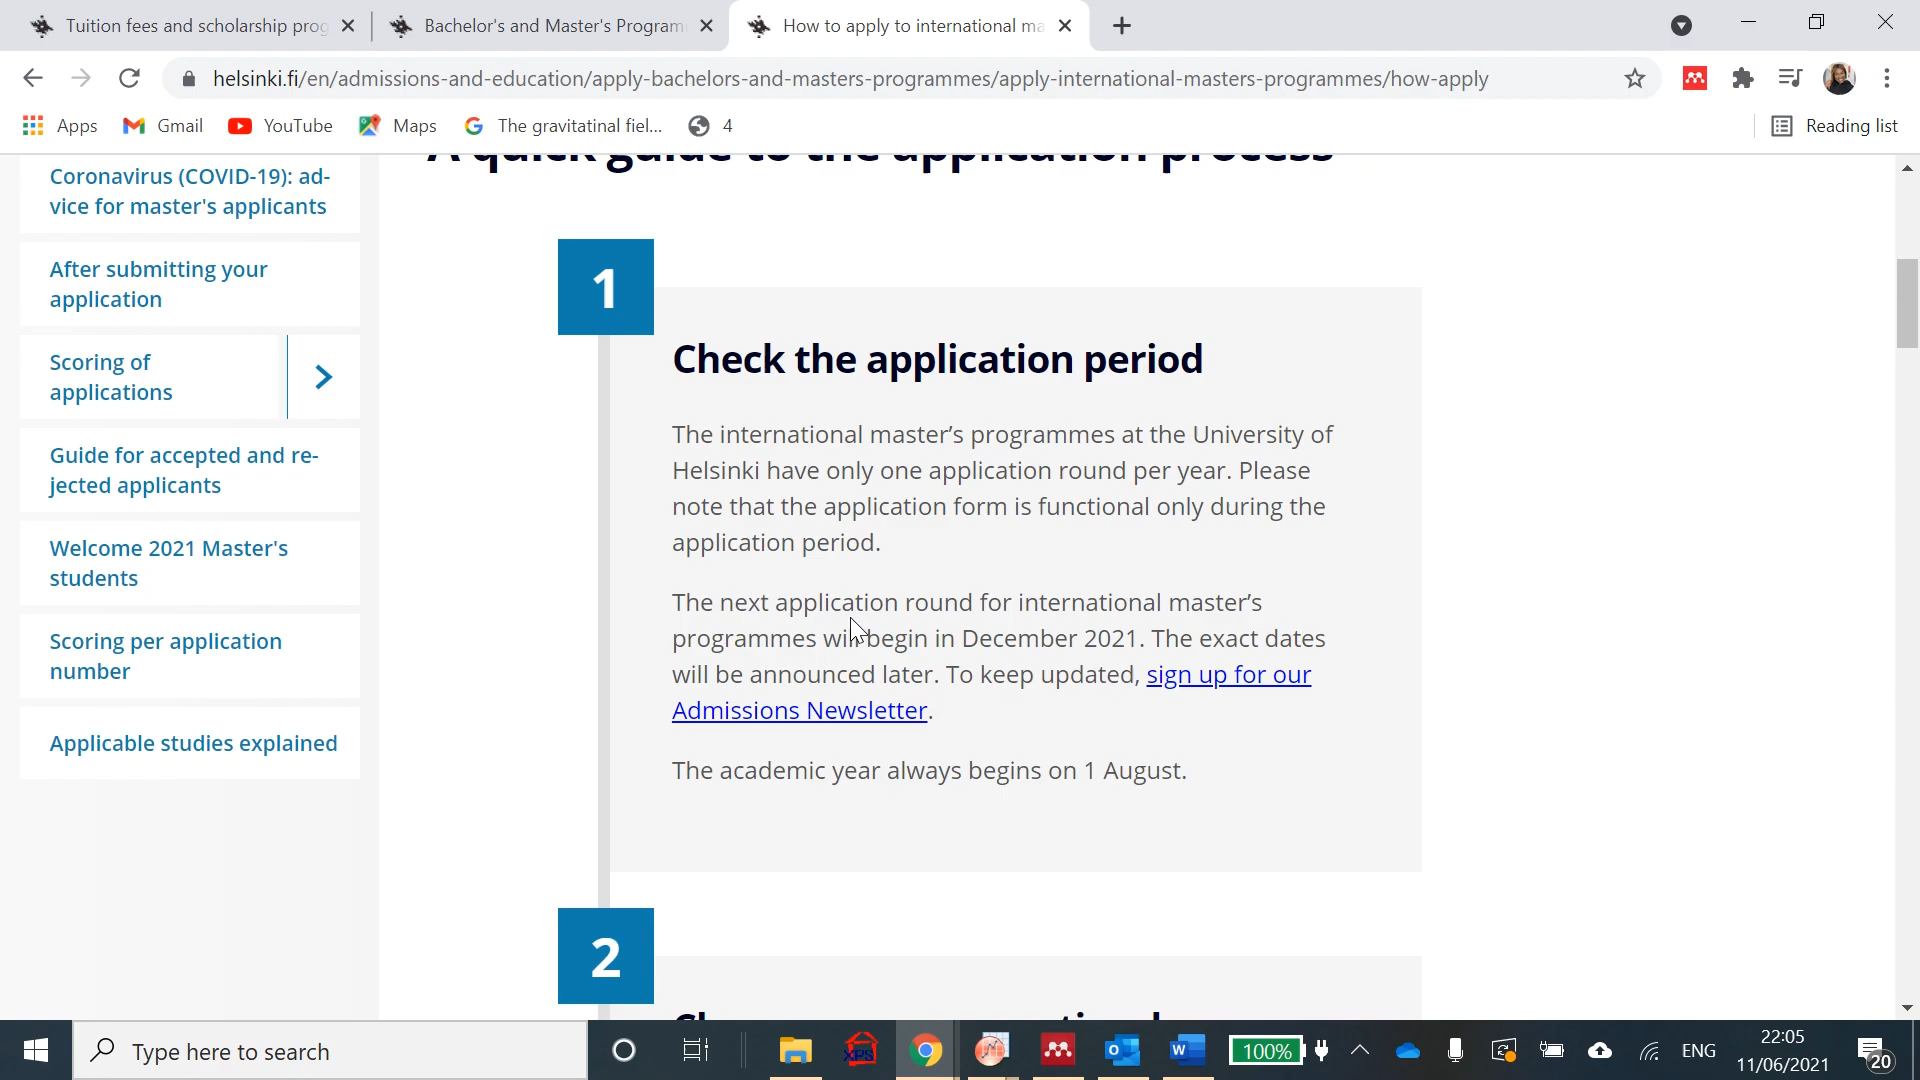 Tuition fees and scholarship prog
Bachelor's and Master's Program
How to apply to international ma
helsinki.fi/en/admissions-and-education/apply-bachelors-and-masters-programmes/apply-international-masters-programmes/how-apply
Apps
Gmail
YouTube
Maps
The gravitatinal fiel...
4
Reading list
Coronavirus (COVID-19): ad-
vice for master's applicants
After submitting your
application
Scoring of
applications
Guide for accepted and re-
jected applicants
Welcome 2021 Master's
students
Scoring per application
number
Applicable studies explained
A quick guide to the application process
1
Check the application period
The international master’s programmes at the University of
Helsinki have only one application round per year. Please
note that the application form is functional only during the
application period.
The next application round for international master’s
programmes will begin in December 2021. The exact dates
will be announced later. To keep updated, sign up for our
Admissions Newsletter.
The academic year always begins on 1 August.
2
Type here to search
XPS
100%
ENG
22:05
11/06/2021
20